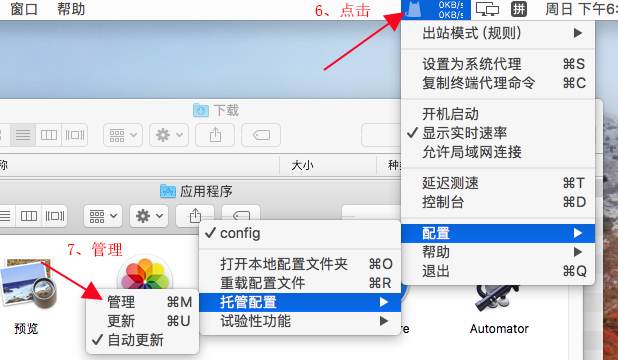 窗口 帮助
6、点击
0KB/s
0KB/s
拼
周日 下午6:
出站模式 (规则)
设置为系统代理 ⌘S
复制终端代理命令 ⌘C
开机启动
✓显示实时速率
允许局域网连接
延迟测速 ⌘T
控制台 ⌘D
配置
帮助
退出 ⌘Q
下载
称 大小
应用程序
7、管理
✓ config
打开本地配置文件夹 ⌘O
重载配置文件 ⌘R
托管配置
试验性功能
管理 ⌘M
更新 ⌘U
✓ 自动更新
预览
Automator